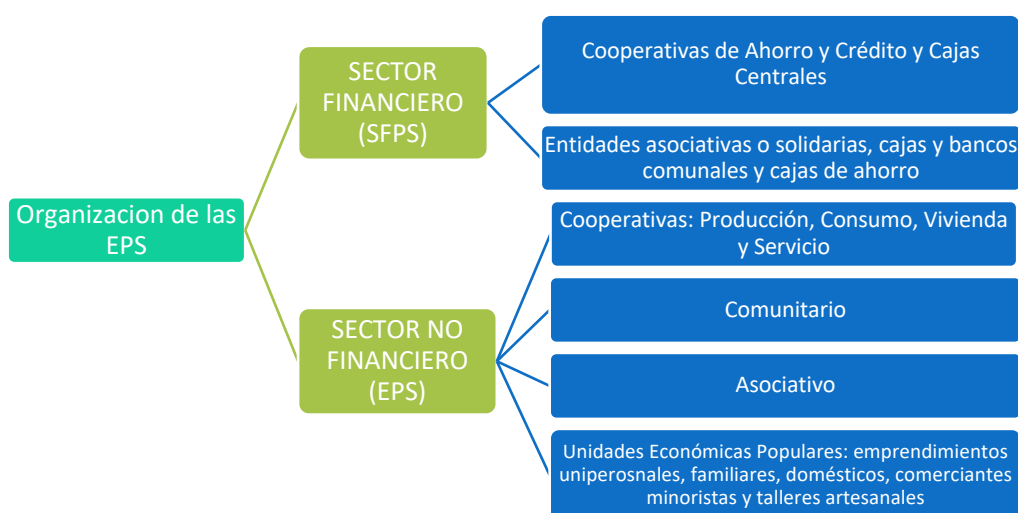 Organizacion de las
EPS
SECTOR
FINANCIERO
(SFPS)
Cooperativas de Ahorro y Crédito y Cajas
Centrales
Entidades asociativas o solidarias, cajas y bancos
comunales y cajas de ahorro
SECTOR NO
FINANCIERO
(EPS)
Cooperativas: Producción, Consumo, Vivienda
y Servicio
Comunitario
Asociativo
Unidades Económicas Populares: emprendimientos
uniperosnales, familiares, domésticos, comerciantes
minoristas y talleres artesanales